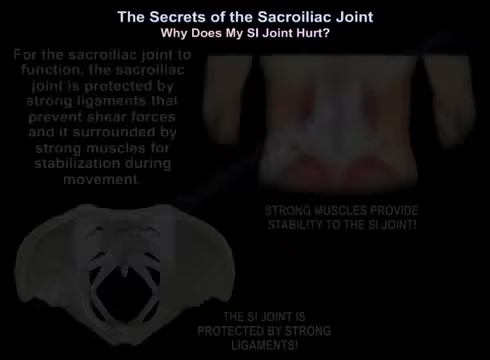 The Secrets of the Sacroiliac Joint
Why Does My SI Joint Hurt?
For the sacroiliac joint to
function, the sacroiliac
joint is protected by
strong ligaments that
prevent shear forces
and it surrounded by
strong muscles for
stabilization during
movement.
STRONG MUSCLES PROVIDE
STABILITY TO THE SI JOINT!
THE SI JOINT IS
PROTECTED BY STRONG
LIGAMENTS!